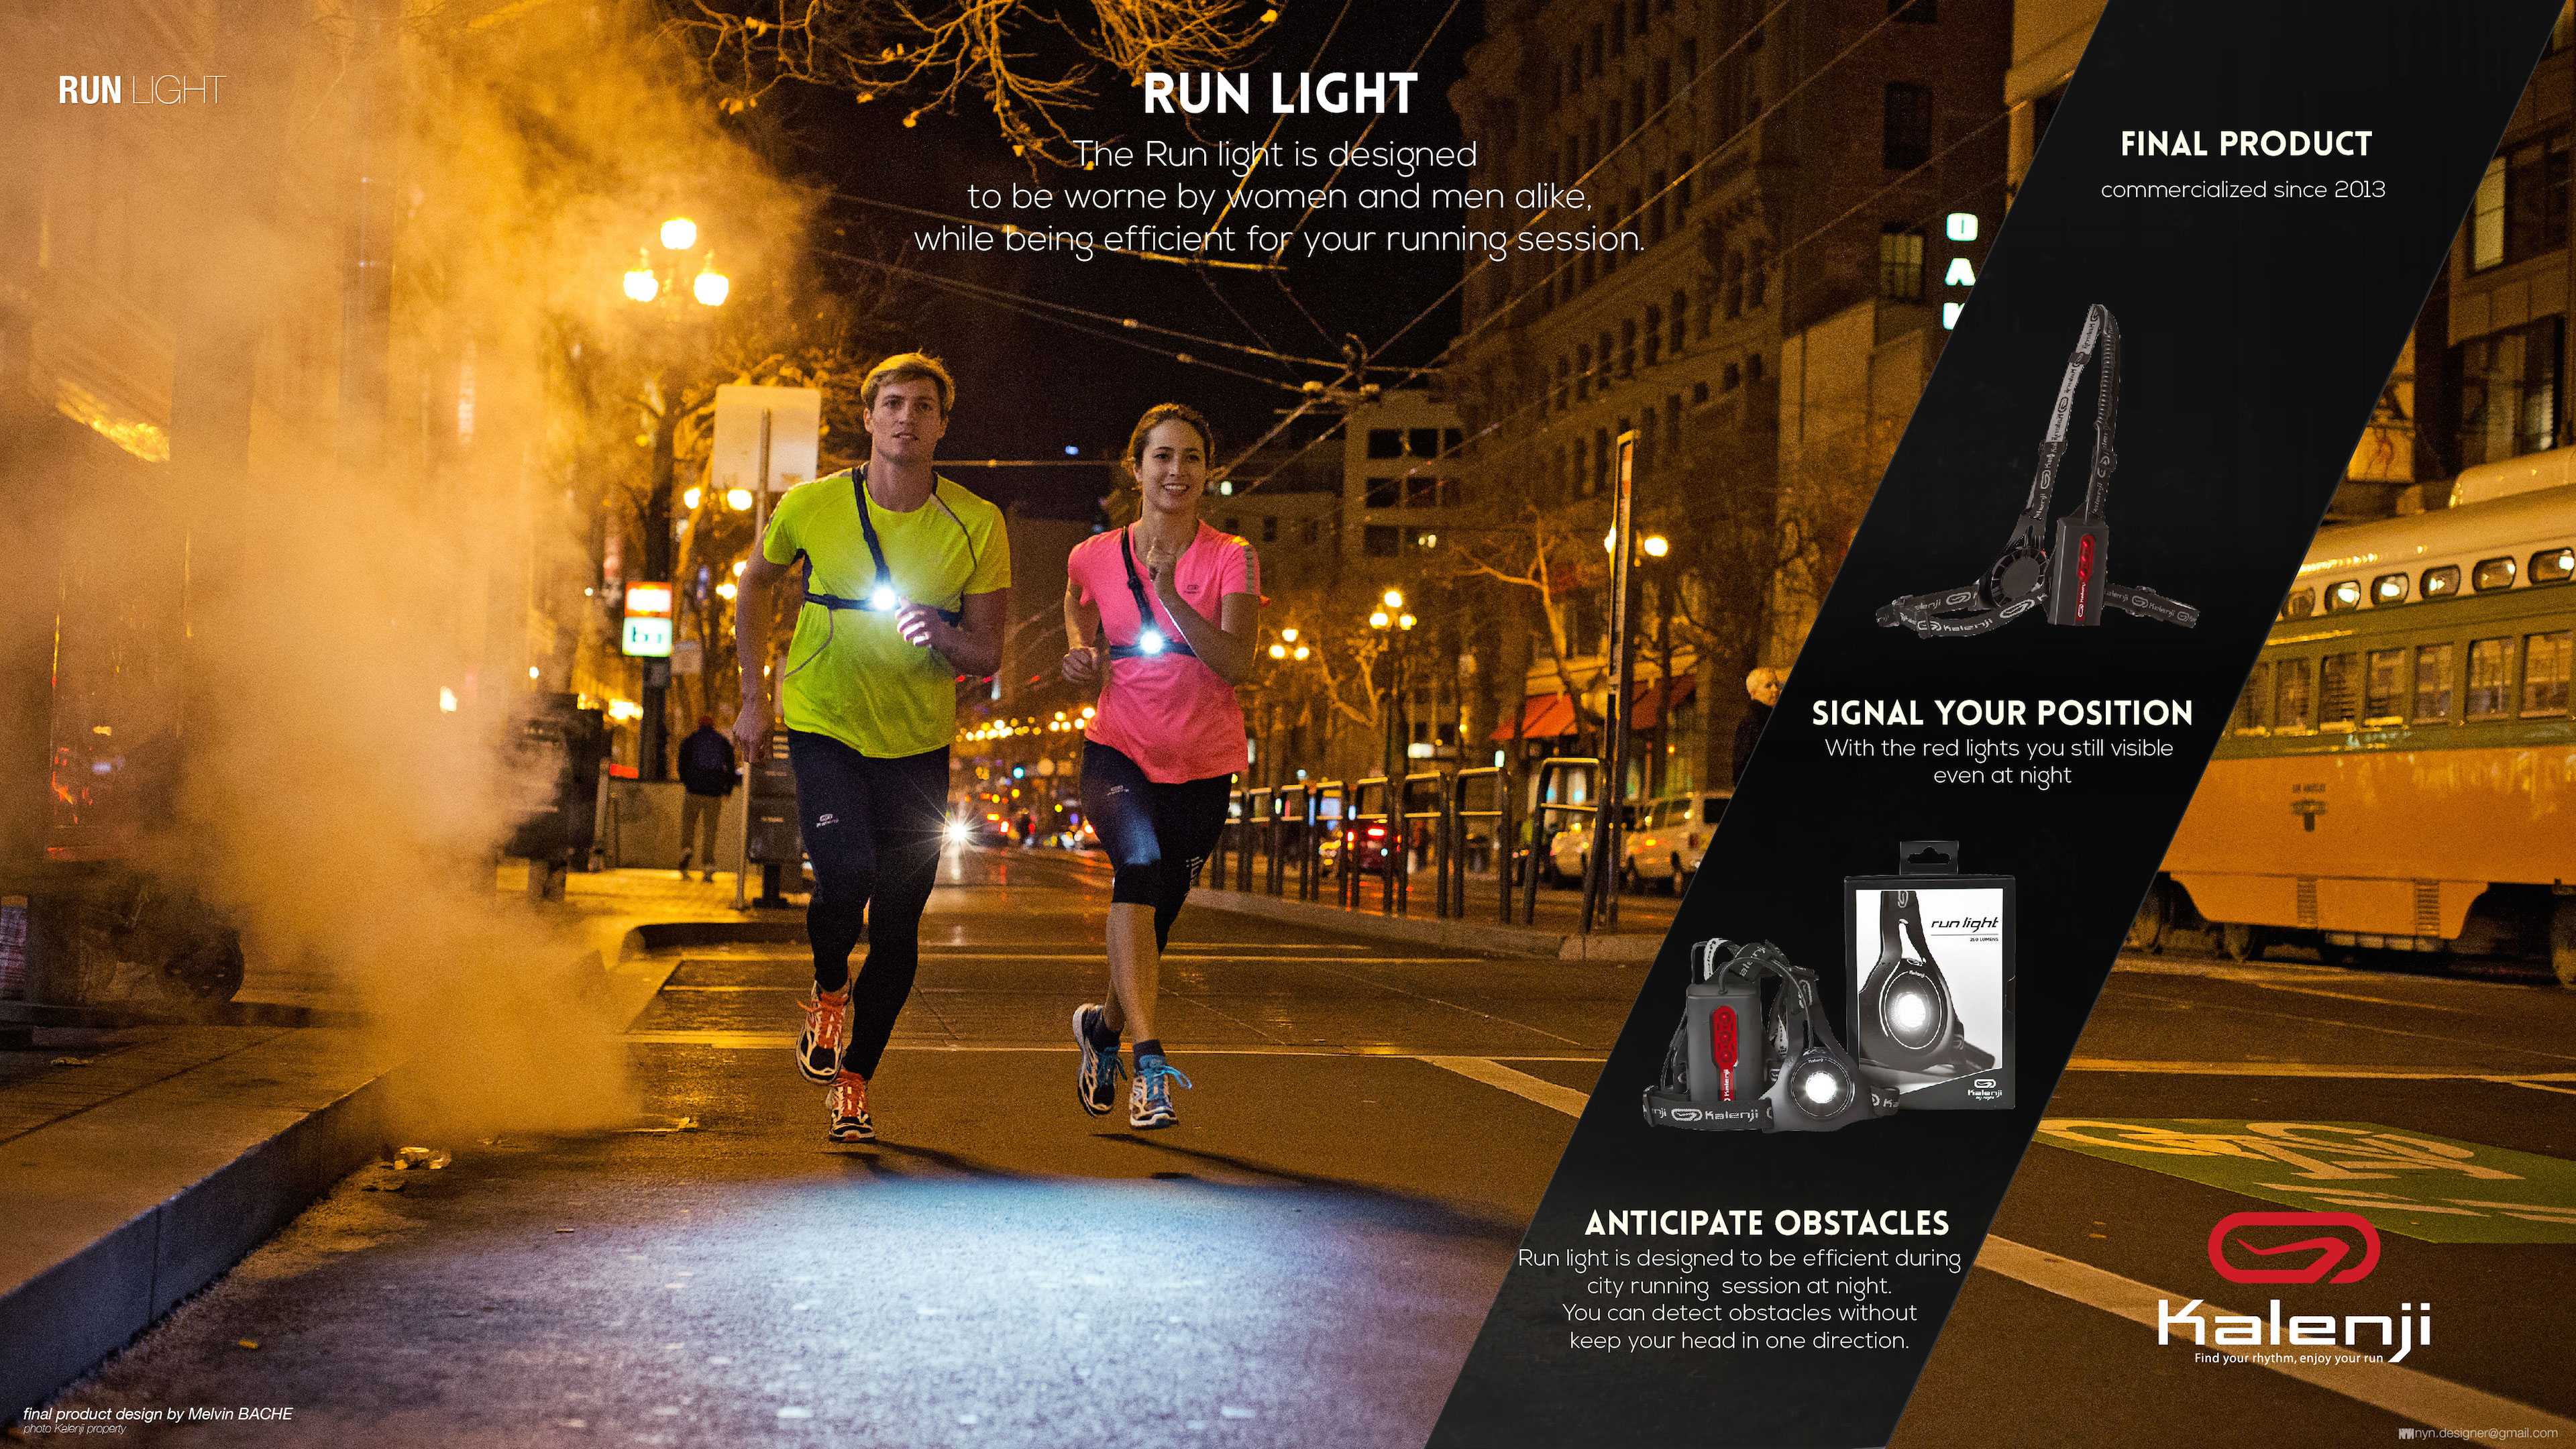 RUN LIGHT
RUN LIGHT
The Run light is designed
to be worne by women and men alike,
while being efficient for your running session.
FINAL PRODUCT
commercialized since 2013
Kalenji
SIGNAL YOUR POSITION
With the red lights you still visible
even at night
run light
Kalenji
Kalenji
ANTICIPATE OBSTACLES
Run light is designed to be efficient during
city running session at night.
You can detect obstacles without
keep your head in one direction.
Kalenji
Find your rhythm, enjoy your run
final product design by Melvin BACHE
photo Kalenji property
nyn.designer@gmail.com